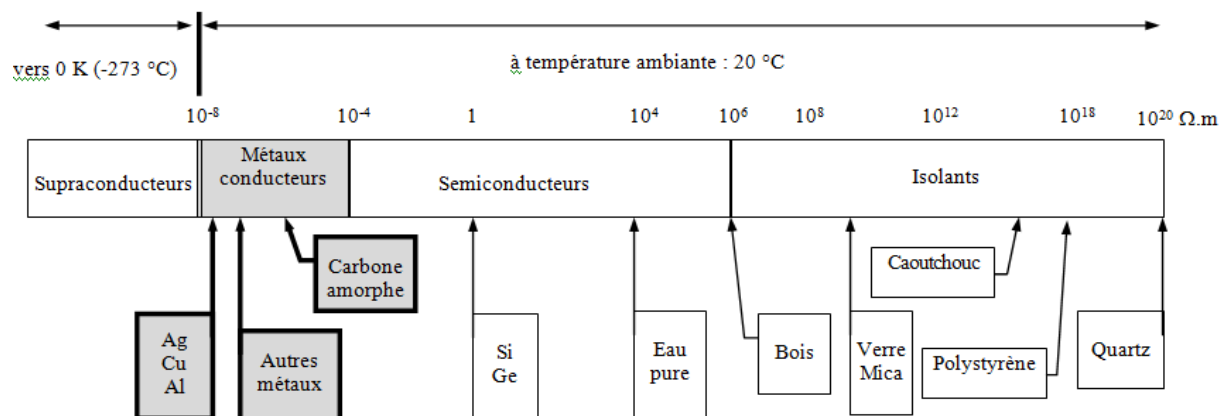 vers 0 K (-273 °C)
à température ambiante : 20 °C
10⁻⁸
10⁻⁴
1
10⁴
10⁶
10⁸
10¹²
10¹⁸
10²⁰ Ω.m
Supraconducteurs
Métaux
conducteurs
Semiconducteurs
Isolants
Carbone
amorphe
Caoutchouc
Ag
Cu
Al
Autres
métaux
Si
Ge
Eau
pure
Bois
Verre
Mica
Polystyrène
Quartz